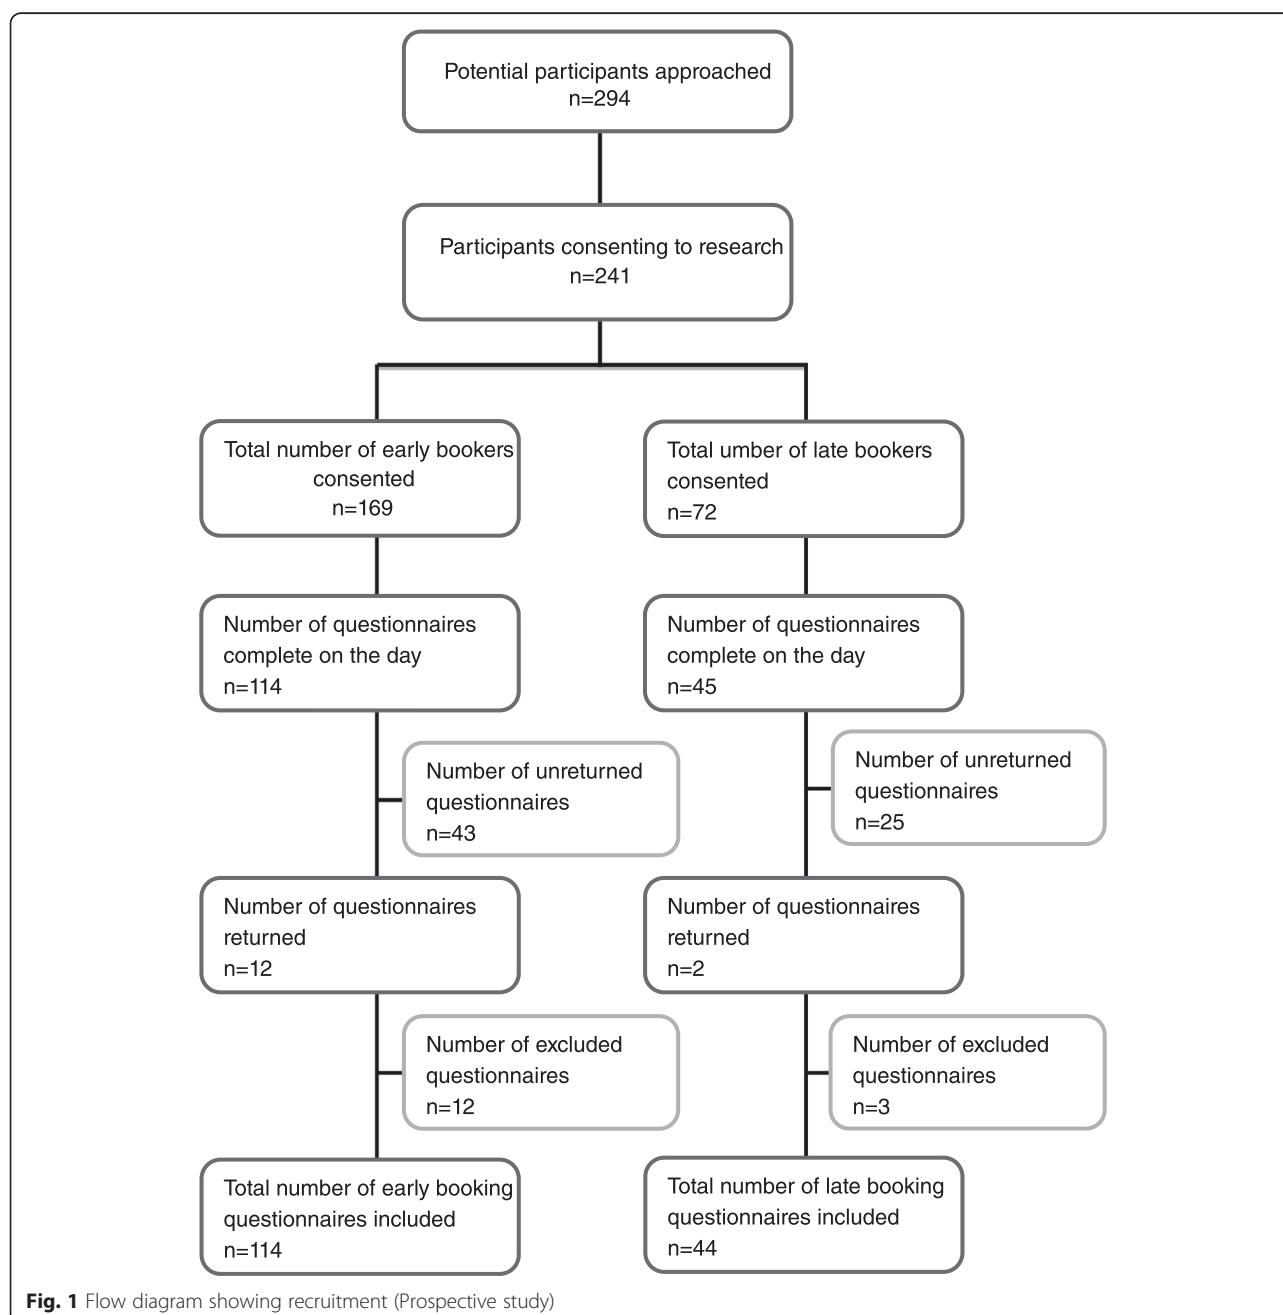 Potential participants approached
n=294
Participants consenting to research
n=241
Total number of early bookers
consented
n=169
Total umber of late bookers
consented
n=72
Number of questionnaires
complete on the day
n=114
Number of questionnaires
complete on the day
n=45
Number of unreturned
questionnaires
n=43
Number of unreturned
questionnaires
n=25
Number of questionnaires
returned
n=12
Number of questionnaires
returned
n=2
Number of excluded
questionnaires
n=12
Number of excluded
questionnaires
n=3
Total number of early booking
questionnaires included
n=114
Total number of late booking
questionnaires included
n=44
Fig. 1 Flow diagram showing recruitment (Prospective study)